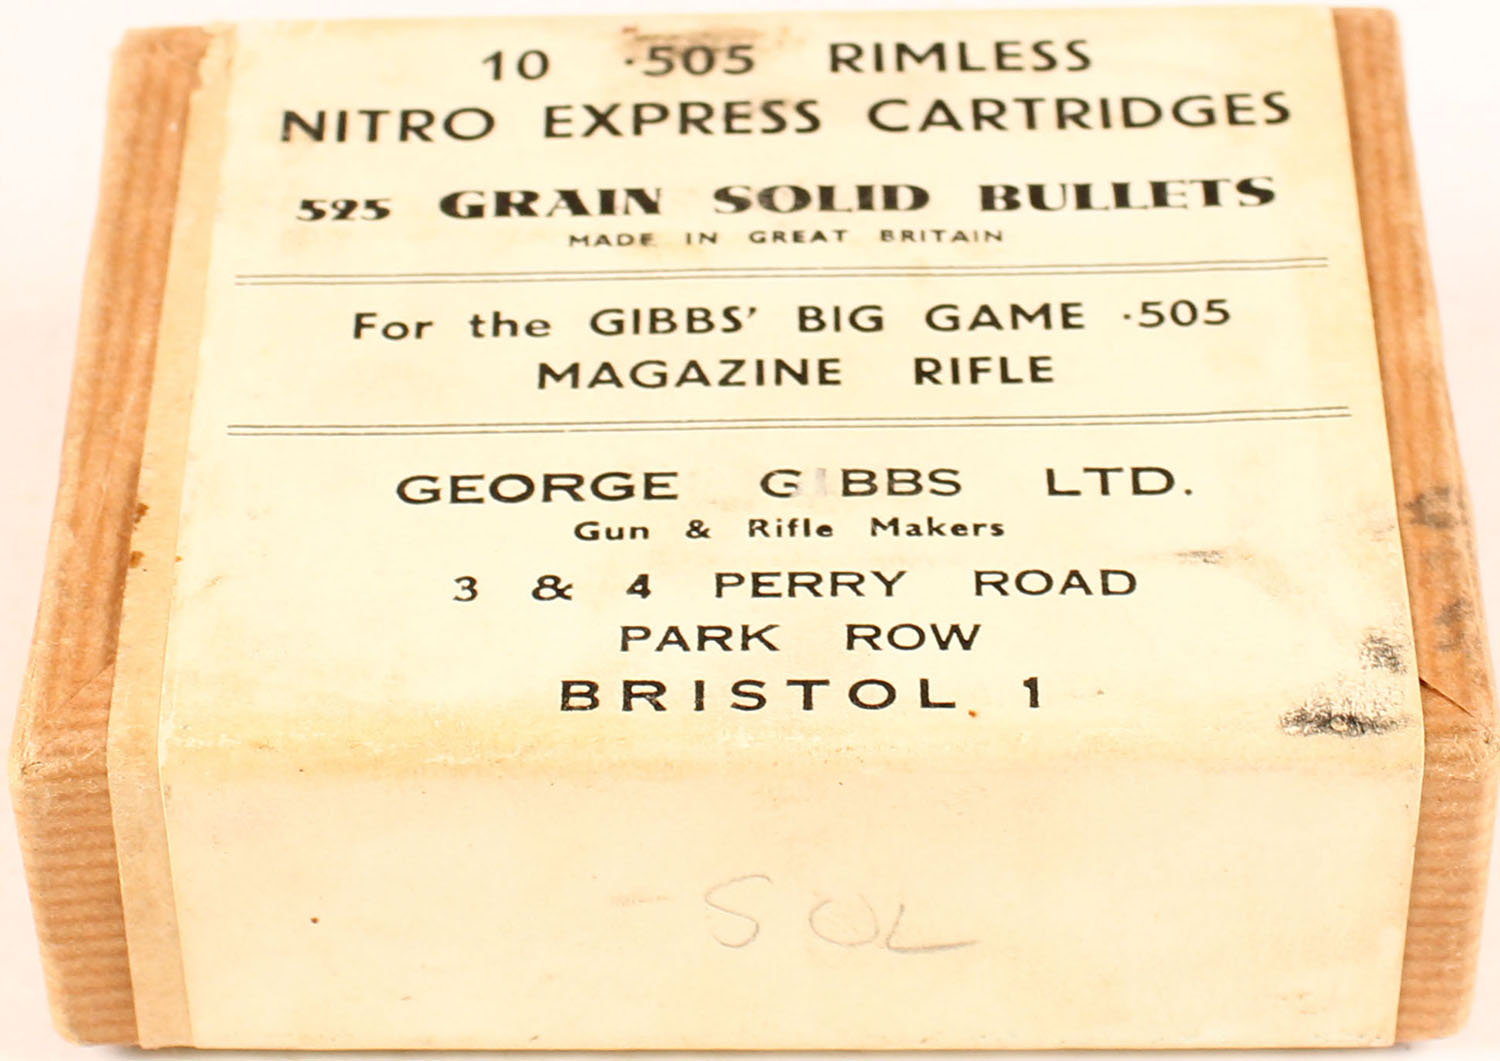 10 ·505 RIMLESS
NITRO EXPRESS CARTRIDGES
525 GRAIN SOLID BULLETS
MADE IN GREAT BRITAIN
For the GIBBS' BIG GAME ·505
MAGAZINE RIFLE
GEORGE G BBS LTD.
Gun & Rifle Makers
3 & 4 PERRY ROAD
PARK ROW
BRISTOL 1
SOL